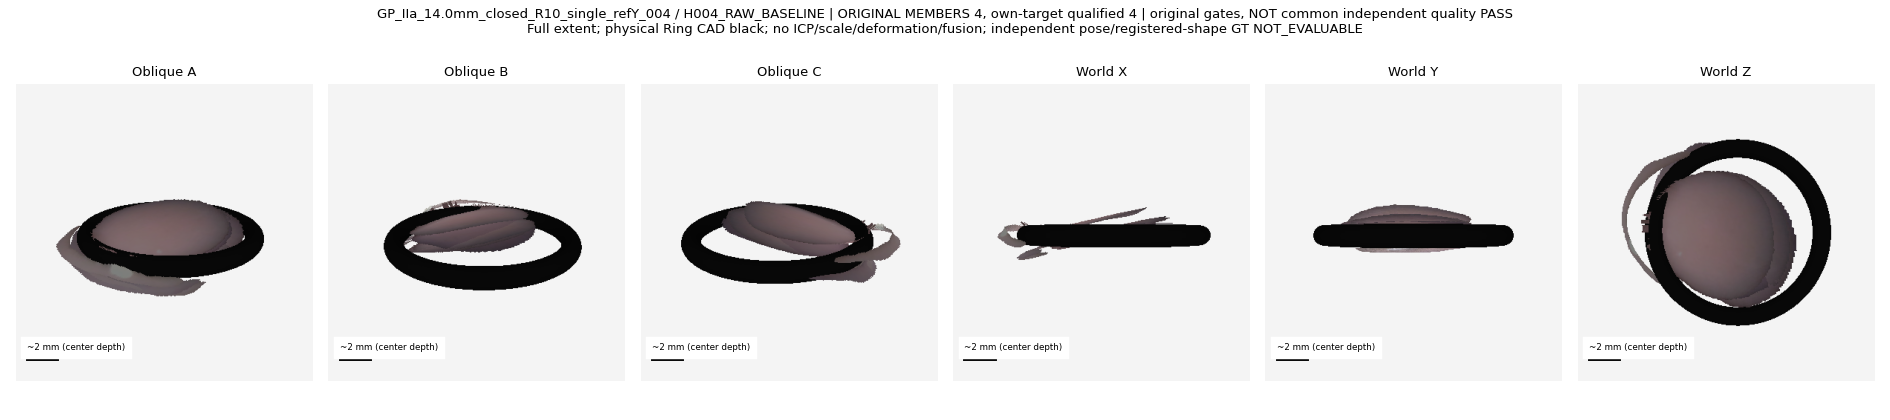 GP_IIa_14.0mm_closed_R10_single_refY_004 / H004_RAW_BASELINE | ORIGINAL MEMBERS 4, own-target qualified 4 | original gates, NOT common independent quality PASS
Full extent; physical Ring CAD black; no ICP/scale/deformation/fusion; independent pose/registered-shape GT NOT_EVALUABLE
Oblique A
Oblique B
Oblique C
World X
World Y
World Z
~2 mm (center depth)
~2 mm (center depth)
~2 mm (center depth)
~2 mm (center depth)
~2 mm (center depth)
~2 mm (center depth)